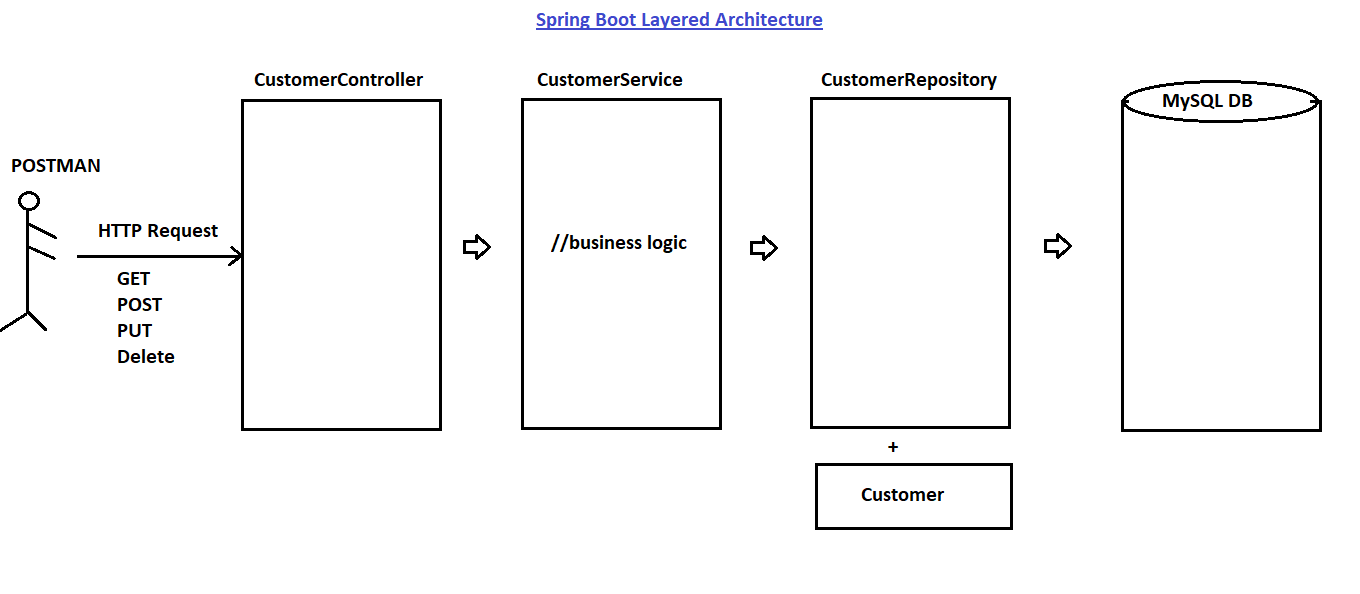 Spring Boot Layered Architecture
CustomerController
CustomerService
CustomerRepository
MySQL DB
POSTMAN
HTTP Request
GET
POST
PUT
Delete
//business logic
+
Customer